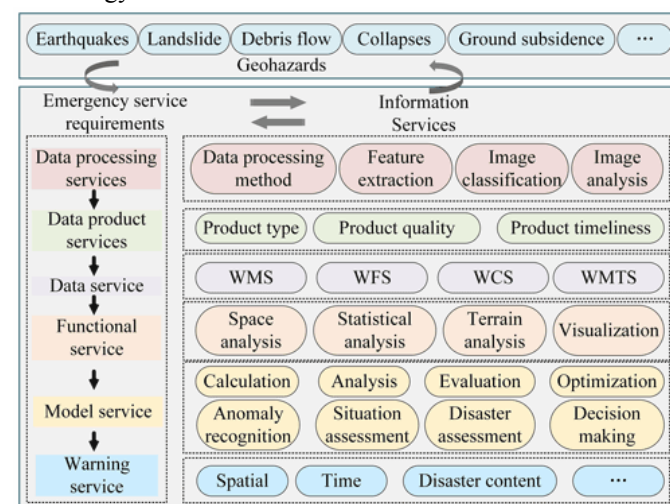 Earthquakes Landslide Debris flow Collapses Ground subsidence ...
Geohazards
Emergency service
requirements
Information
Services
Data processing
services
Data processing
method
Feature
extraction
Image
classification
Image
analysis
Data product
services
Product type Product quality Product timeliness
Data service
WMS WFS WCS WMTS
Functional
service
Space
analysis
Statistical
analysis
Terrain
analysis
Visualization
Model service
Calculation Analysis Evaluation Optimization
Anomaly
recognition
Situation
assessment
Disaster
assessment
Decision
making
Warning
service
Spatial Time Disaster content ...